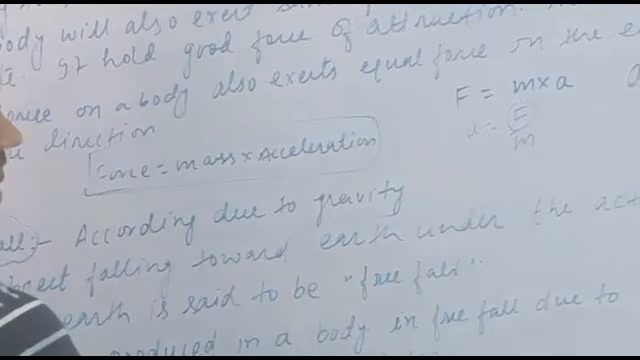 body will also exert
It hold good force of attraction.
on a body also exerts equal force on the
direction
Force = mass × Acceleration
F = m×a
F
m
According due to gravity
falling toward earth under the
earth is said to be "free fall".
produced in a body in free fall due to